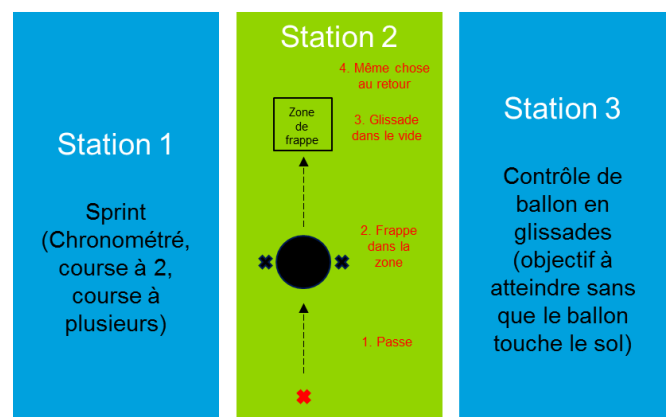 Station 1
Sprint
(Chronométré,
course à 2,
course à
plusieurs)
Station 2
4. Même chose
au retour
Zone
de
frappe
3. Glissade
dans le vide
2. Frappe
dans la
zone
1. Passe
Station 3
Contrôle de
ballon en
glissades
(objectif à
atteindre sans
que le ballon
touche le sol)